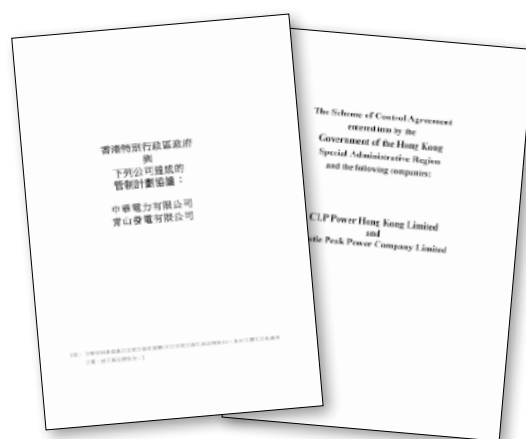 香港特別行政區政府
與
下列公司達成的
管制計劃協議：
中華電力有限公司
青山發電有限公司
The Scheme of Control Agreement
entered into by the
Government of the Hong Kong
Special Administrative Region
and the following companies:
CLP Power Hong Kong Limited
and
Peak Power Company Limited